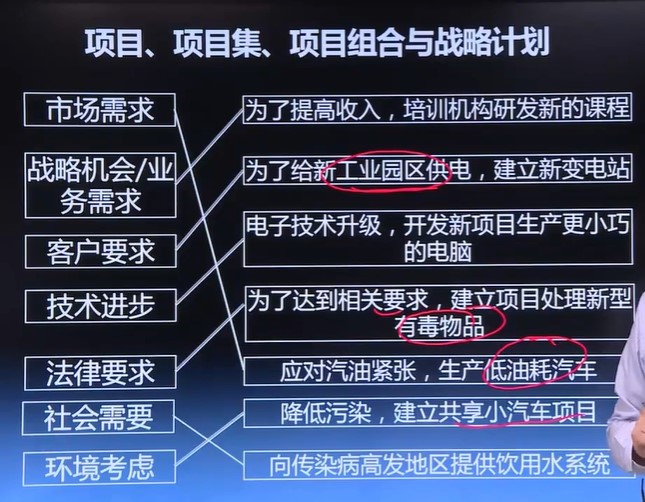 项目、项目集、项目组合与战略计划
市场需求
为了提高收入，培训机构研发新的课程
战略机会/业
务需求
为了给新工业园区供电，建立新变电站
客户要求
电子技术升级，开发新项目生产更小巧
的电脑
技术进步
为了达到相关要求，建立项目处理新型
有毒物品
法律要求
应对汽油紧张，生产低油耗汽车
社会需要
降低污染，建立共享小汽车项目
环境考虑
向传染病高发地区提供饮用水系统